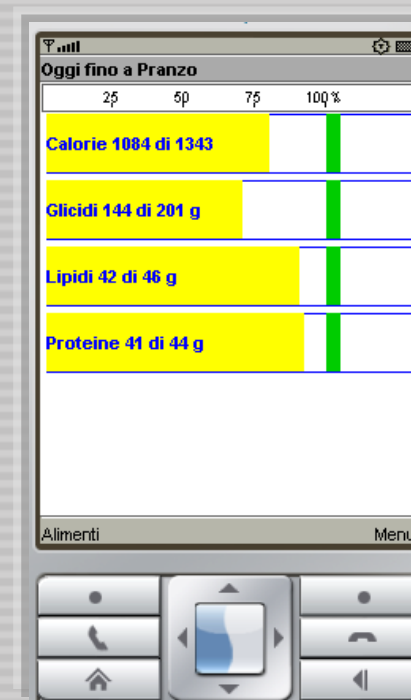 Oggi fino a Pranzo
25 50 75 100 %
Calorie 1084 di 1343
Glicidi 144 di 201 g
Lipidi 42 di 46 g
Proteine 41 di 44 g
Alimenti Menu